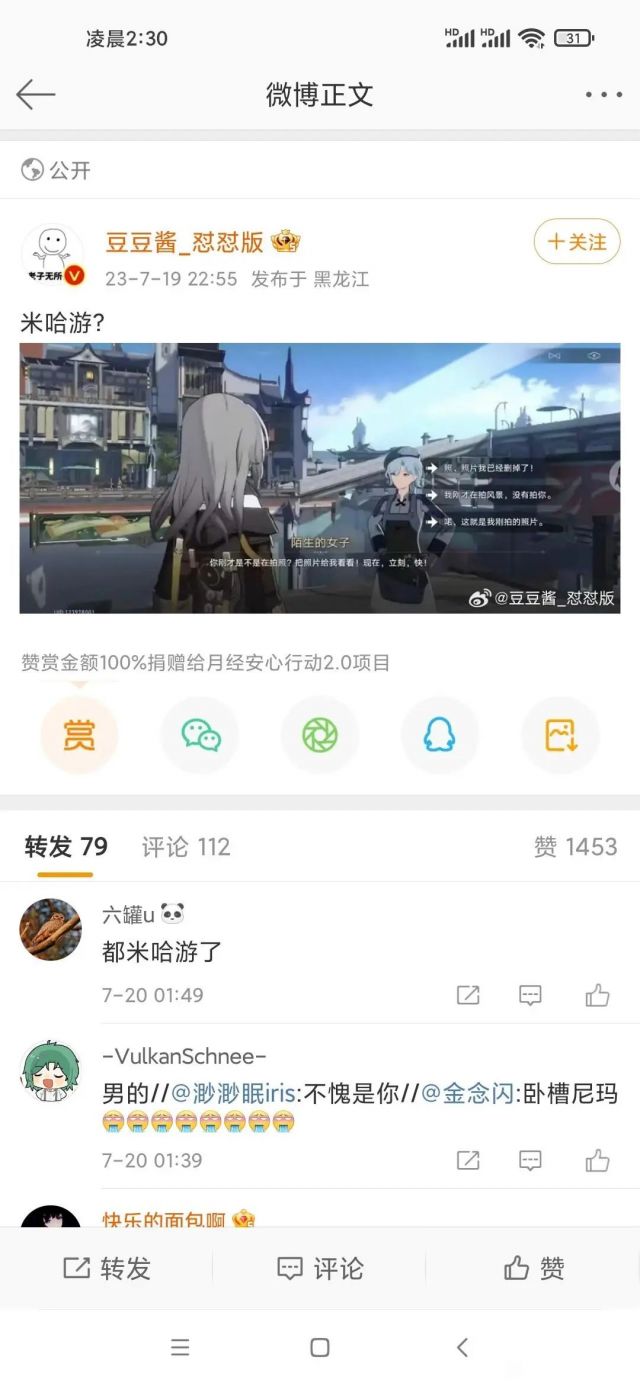 凌晨2:30
HD
HD
31
微博正文
公开
豆豆酱_怼怼版
+关注
老子无所
V
23-7-19 22:55 发布于 黑龙江
米哈游?
照、照片我已经删掉了!
我刚才在拍风景,没有拍你。
喏、这就是我刚拍的照片。
陌生的女子
你刚才是不是在拍照?把照片给我看看!现在,立刻,快!
@豆豆酱_怼怼版
赞赏金额100%捐赠给月经安心行动2.0项目
赏
转发 79
评论 112
赞 1453
六罐u
都米哈游了
7-20 01:49
-VulkanSchnee-
男的//@渺渺眠iris:不愧是你//@金念闪:卧槽尼玛
😭😭😭😭😭😭😭😭
7-20 01:39
快乐的面包啊
转发
评论
赞